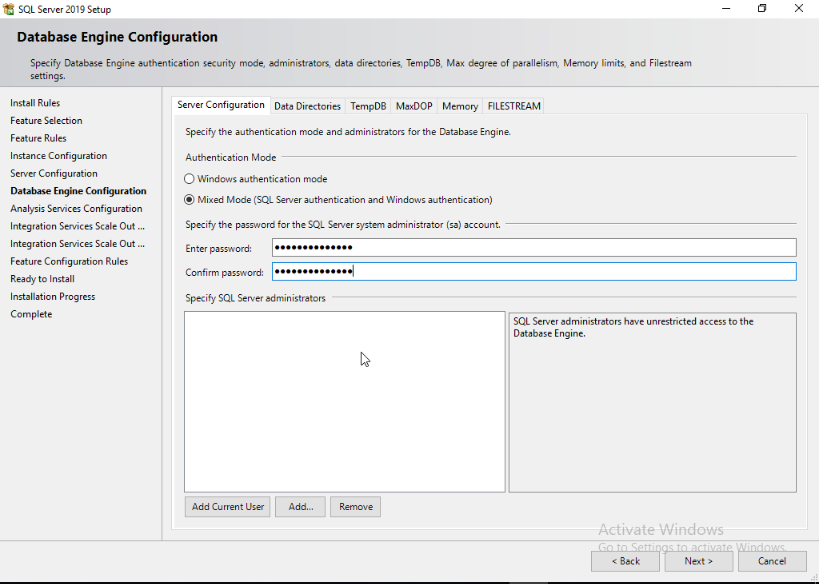 SQL Server 2019 Setup
Database Engine Configuration
Specify Database Engine authentication security mode, administrators, data directories, TempDB, Max degree of parallelism, Memory limits, and Filestream
settings.
Install Rules
Feature Selection
Feature Rules
Instance Configuration
Server Configuration
Database Engine Configuration
Analysis Services Configuration
Integration Services Scale Out ...
Integration Services Scale Out ...
Feature Configuration Rules
Ready to Install
Installation Progress
Complete
Server Configuration Data Directories TempDB MaxDOP Memory FILESTREAM
Specify the authentication mode and administrators for the Database Engine.
Authentication Mode
Windows authentication mode
Mixed Mode (SQL Server authentication and Windows authentication)
Specify the password for the SQL Server system administrator (sa) account.
Enter password: ●●●●●●●●●●●●●●
Confirm password: ●●●●●●●●●●●●●●
Specify SQL Server administrators
SQL Server administrators have unrestricted access to the
Database Engine.
Add Current User Add... Remove
Activate Windows
Go to Settings to activate Windows.
< Back Next > Cancel